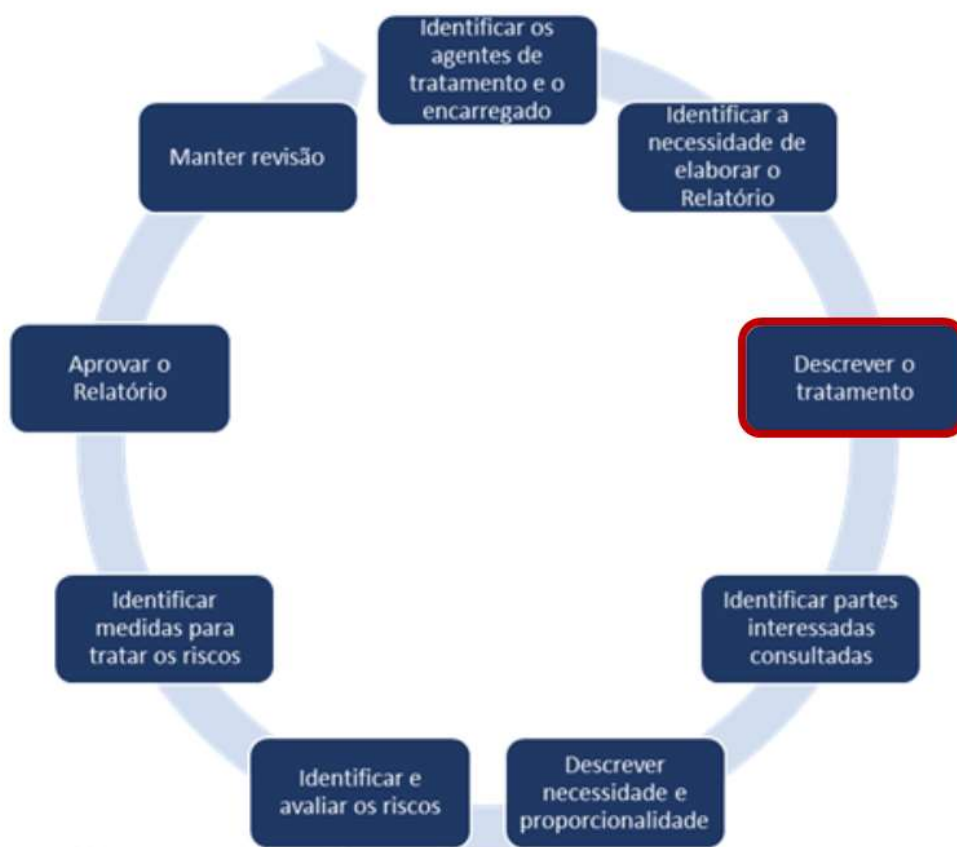 Identificar os
agentes de
tratamento e o
encarregado
Identificar a
necessidade de
elaborar o
Relatório
Descrever o
tratamento
Identificar partes
interessadas
consultadas
Descrever
necessidade e
proporcionalidade
Identificar e
avaliar os riscos
Identificar
medidas para
tratar os riscos
Aprovar o
Relatório
Manter revisão